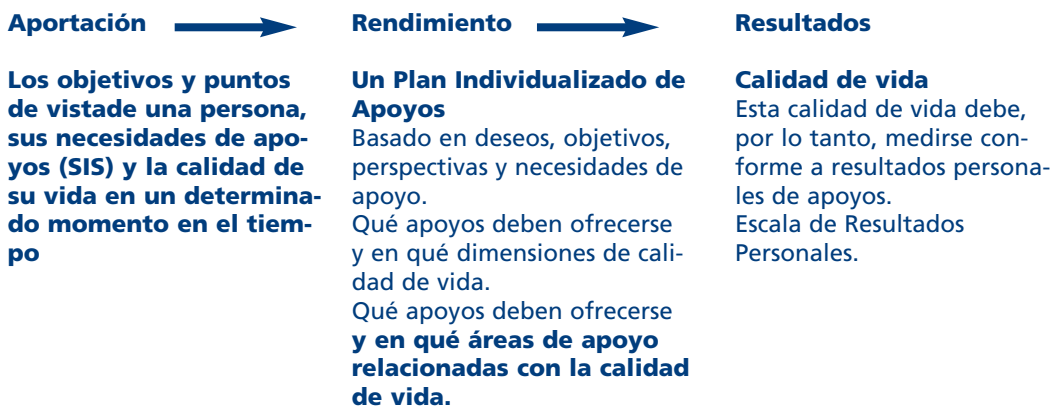 Aportación
Los objetivos y puntos
de vistade una persona,
sus necesidades de apo-
yos (SIS) y la calidad de
su vida en un determina-
do momento en el tiem-
po
Rendimiento
Un Plan Individualizado de
Apoyos
Basado en deseos, objetivos,
perspectivas y necesidades de
apoyo.
Qué apoyos deben ofrecerse
y en qué dimensiones de cali-
dad de vida.
Qué apoyos deben ofrecerse
y en qué áreas de apoyo
relacionadas con la calidad
de vida.
Resultados
Calidad de vida
Esta calidad de vida debe,
por lo tanto, medirse con-
forme a resultados persona-
les de apoyos.
Escala de Resultados
Personales.